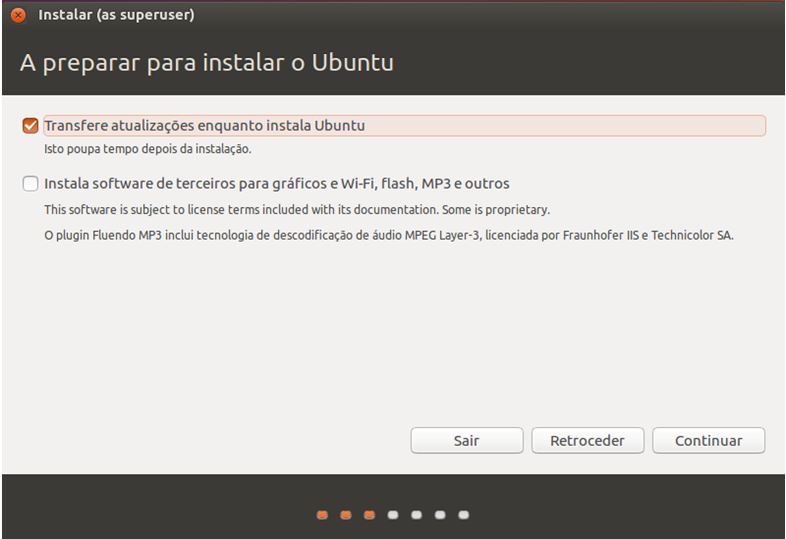 Instalar (as superuser)
A preparar para instalar o Ubuntu
Transfere atualizações enquanto instala Ubuntu
Isto poupa tempo depois da instalação.
Instala software de terceiros para gráficos e Wi-Fi, flash, MP3 e outros
This software is subject to license terms included with its documentation. Some is proprietary.
O plugin Fluendo MP3 inclui tecnologia de descodificação de áudio MPEG Layer-3, licenciada por Fraunhofer IIS e Technicolor SA.
Sair Retroceder Continuar